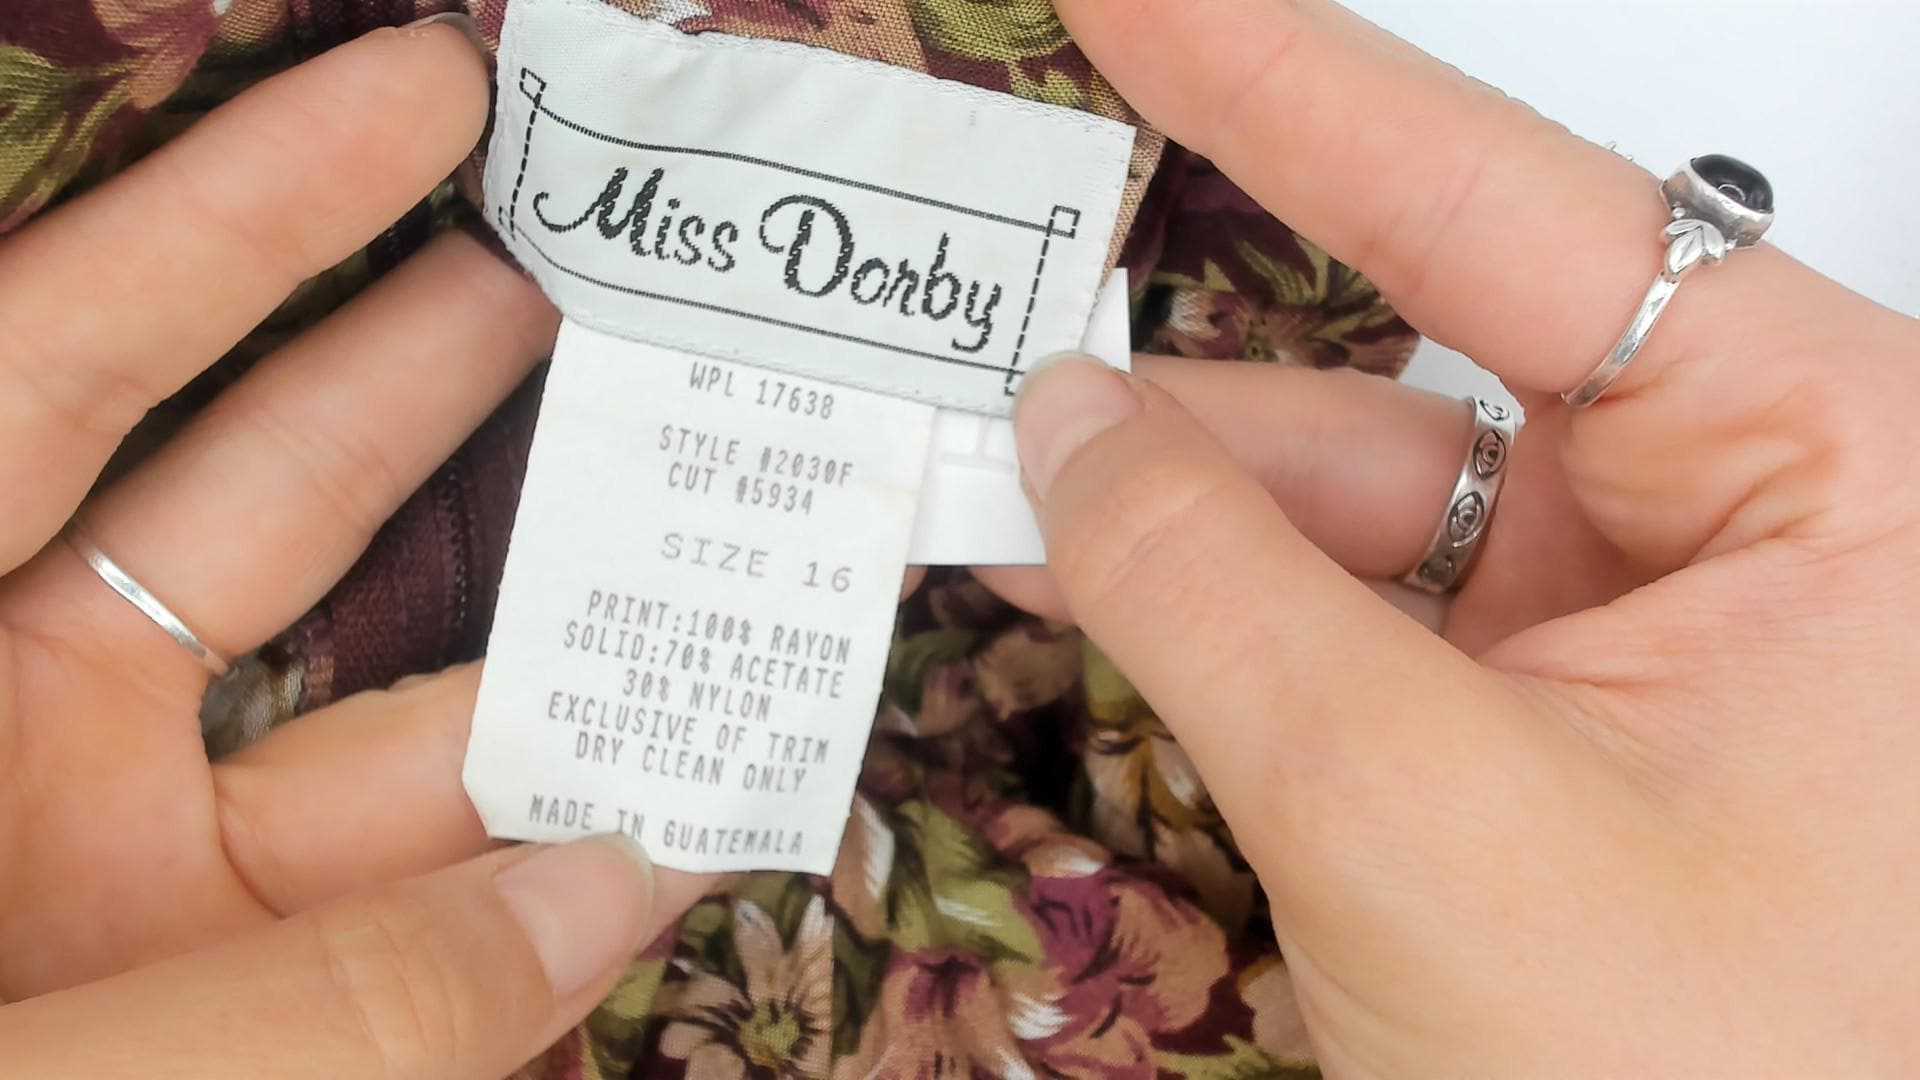 Miss Dorby
WPL 17638
STYLE #2030F
CUT #5934
SIZE 16
PRINT:100% RAYON
SOLID:70% ACETATE
30% NYLON
EXCLUSIVE OF TRIM
DRY CLEAN ONLY
MADE IN GUATEMALA